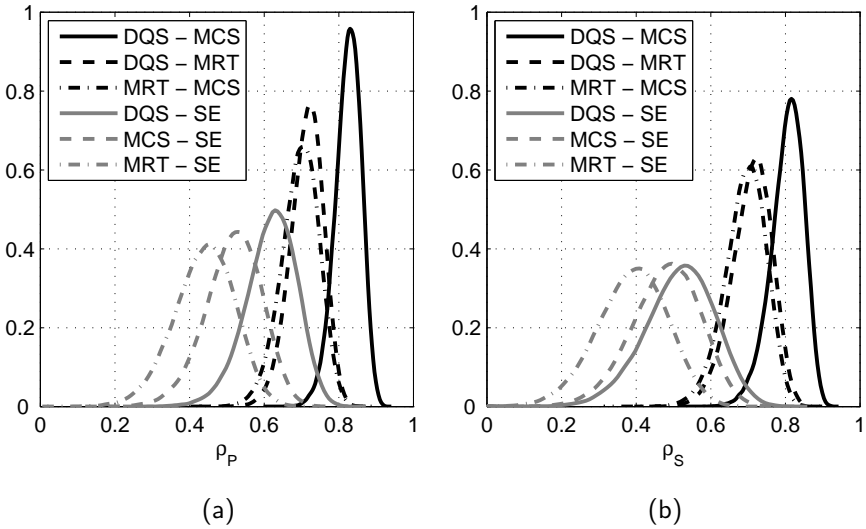 1
0.8
0.6
0.4
0.2
0
0 0.2 0.4 0.6 0.8 1
DQS – MCS
DQS – MRT
MRT – MCS
DQS – SE
MCS – SE
MRT – SE
ρP
(a)
1
0.8
0.6
0.4
0.2
0
0 0.2 0.4 0.6 0.8 1
DQS – MCS
DQS – MRT
MRT – MCS
DQS – SE
MCS – SE
MRT – SE
ρS
(b)